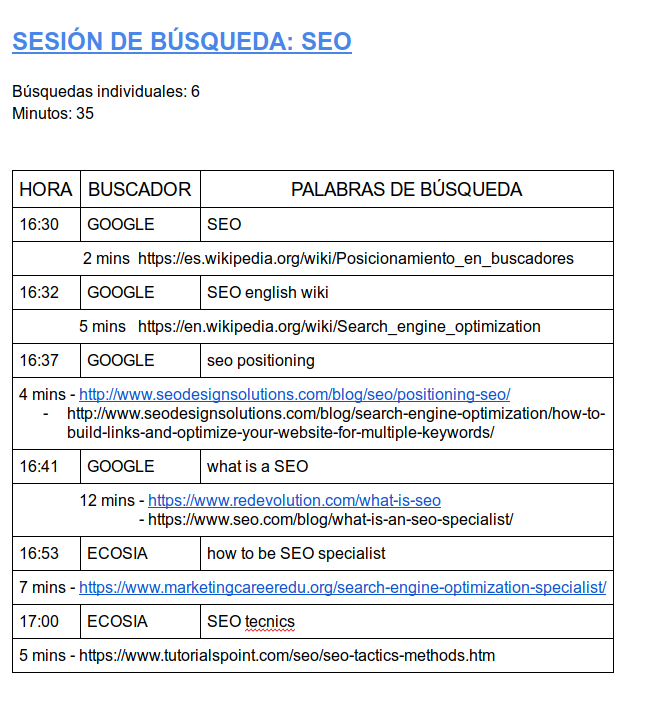 SESIÓN DE BÚSQUEDA: SEO
Búsquedas individuales: 6
Minutos: 35
HORA BUSCADOR PALABRAS DE BÚSQUEDA
16:30 GOOGLE SEO
2 mins https://es.wikipedia.org/wiki/Posicionamiento_en_buscadores
16:32 GOOGLE SEO english wiki
5 mins https://en.wikipedia.org/wiki/Search_engine_optimization
16:37 GOOGLE seo positioning
4 mins - http://www.seodesignsolutions.com/blog/seo/positioning-seo/
- http://www.seodesignsolutions.com/blog/search-engine-optimization/how-to-
build-links-and-optimize-your-website-for-multiple-keywords/
16:41 GOOGLE what is a SEO
12 mins - https://www.redevolution.com/what-is-seo
- https://www.seo.com/blog/what-is-an-seo-specialist/
16:53 ECOSIA how to be SEO specialist
7 mins - https://www.marketingcareeredu.org/search-engine-optimization-specialist/
17:00 ECOSIA SEO tecnics
5 mins - https://www.tutorialspoint.com/seo/seo-tactics-methods.htm